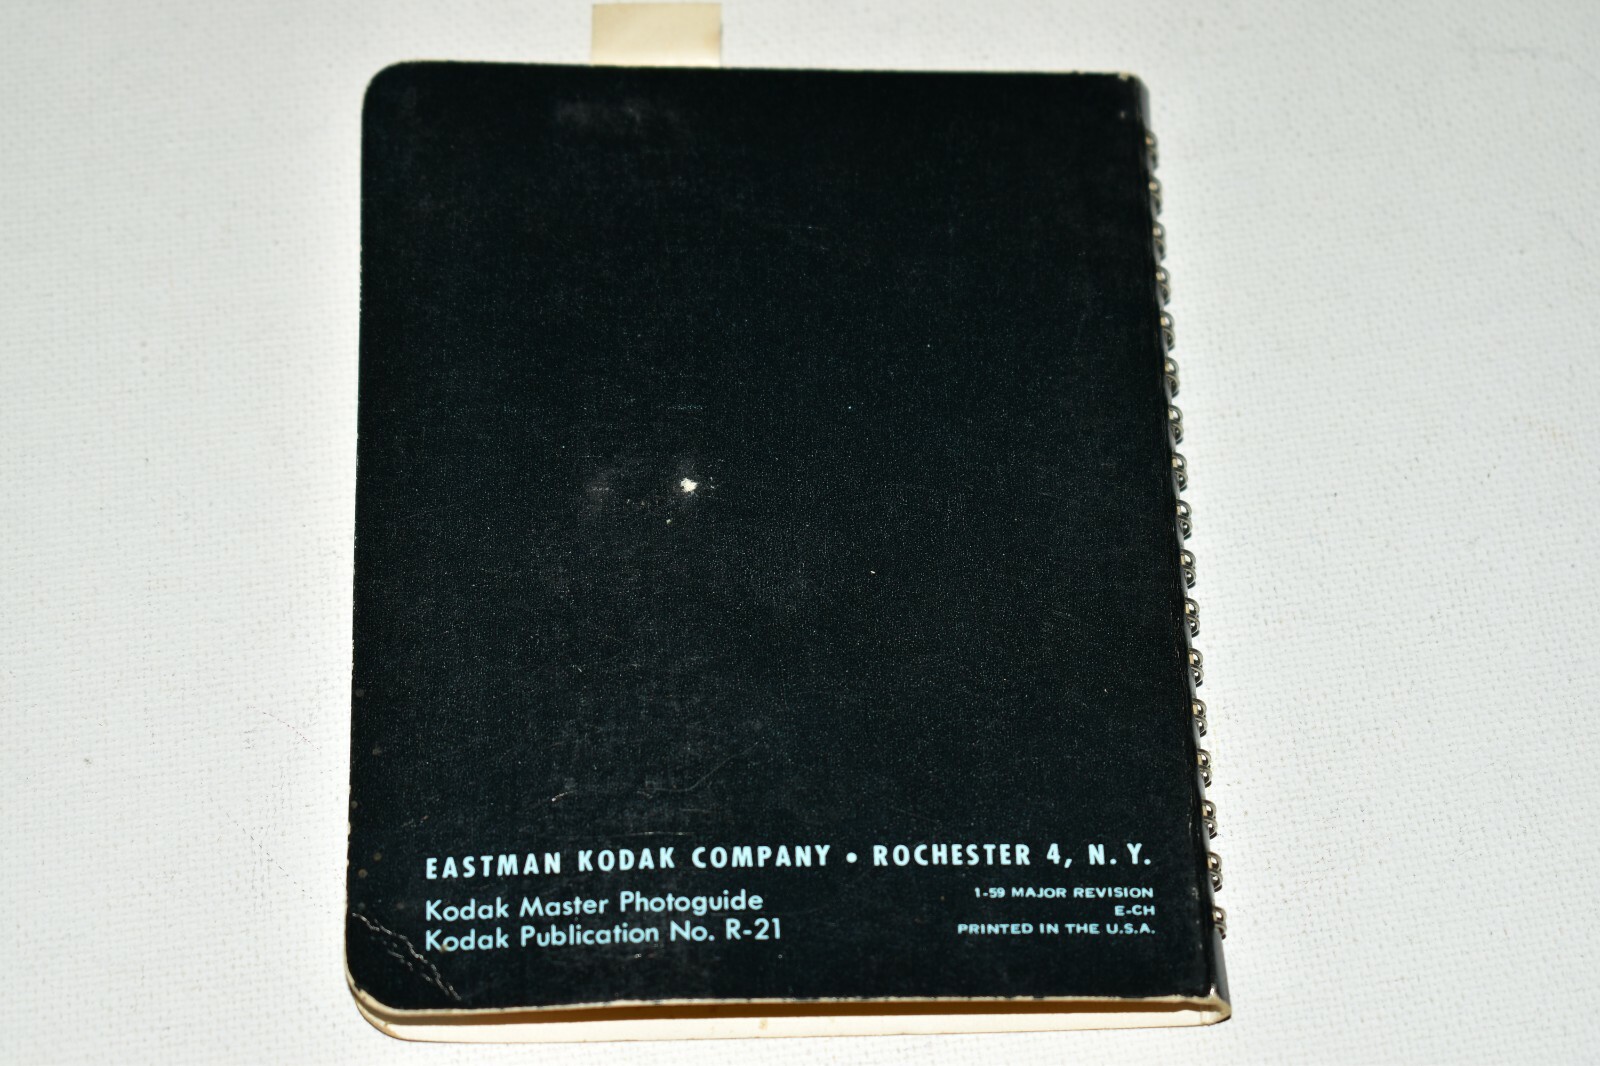 EASTMAN KODAK COMPANY • ROCHESTER 4, N. Y.
Kodak Master Photoguide
Kodak Publication No. R-21
1-59 MAJOR REVISION
E-CH
PRINTED IN THE U.S.A.